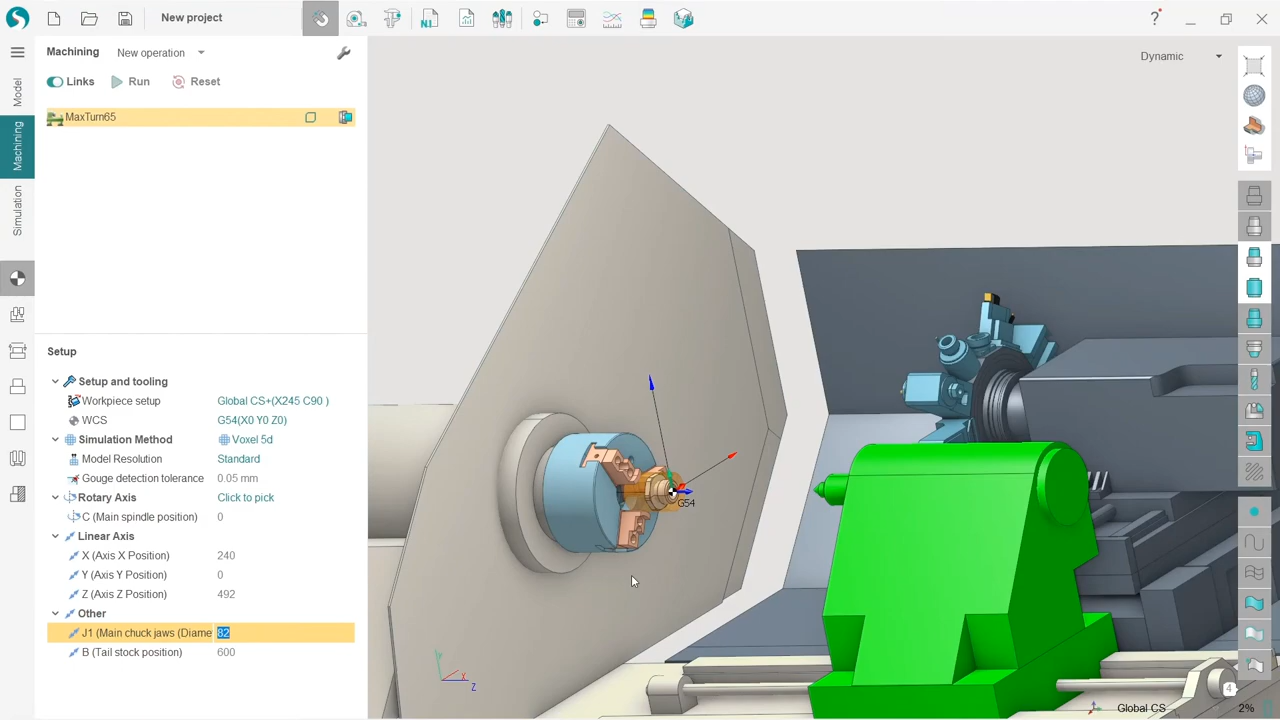 New project
Machining
New operation
Links
Run
Reset
MaxTurn65
Model
Machining
Simulation
Dynamic
G54
Setup
Setup and tooling
Workpiece setup Global CS+(X245 C90 )
WCS G54(X0 Y0 Z0)
Simulation Method Voxel 5d
Model Resolution Standard
Gouge detection tolerance 0.05 mm
Rotary Axis Click to pick
C (Main spindle position) 0
Linear Axis
X (Axis X Position) 240
Y (Axis Y Position) 0
Z (Axis Z Position) 492
Other
J1 (Main chuck jaws (Diame 82
B (Tail stock position) 600
Y
X
Z
4
Global CS
2%